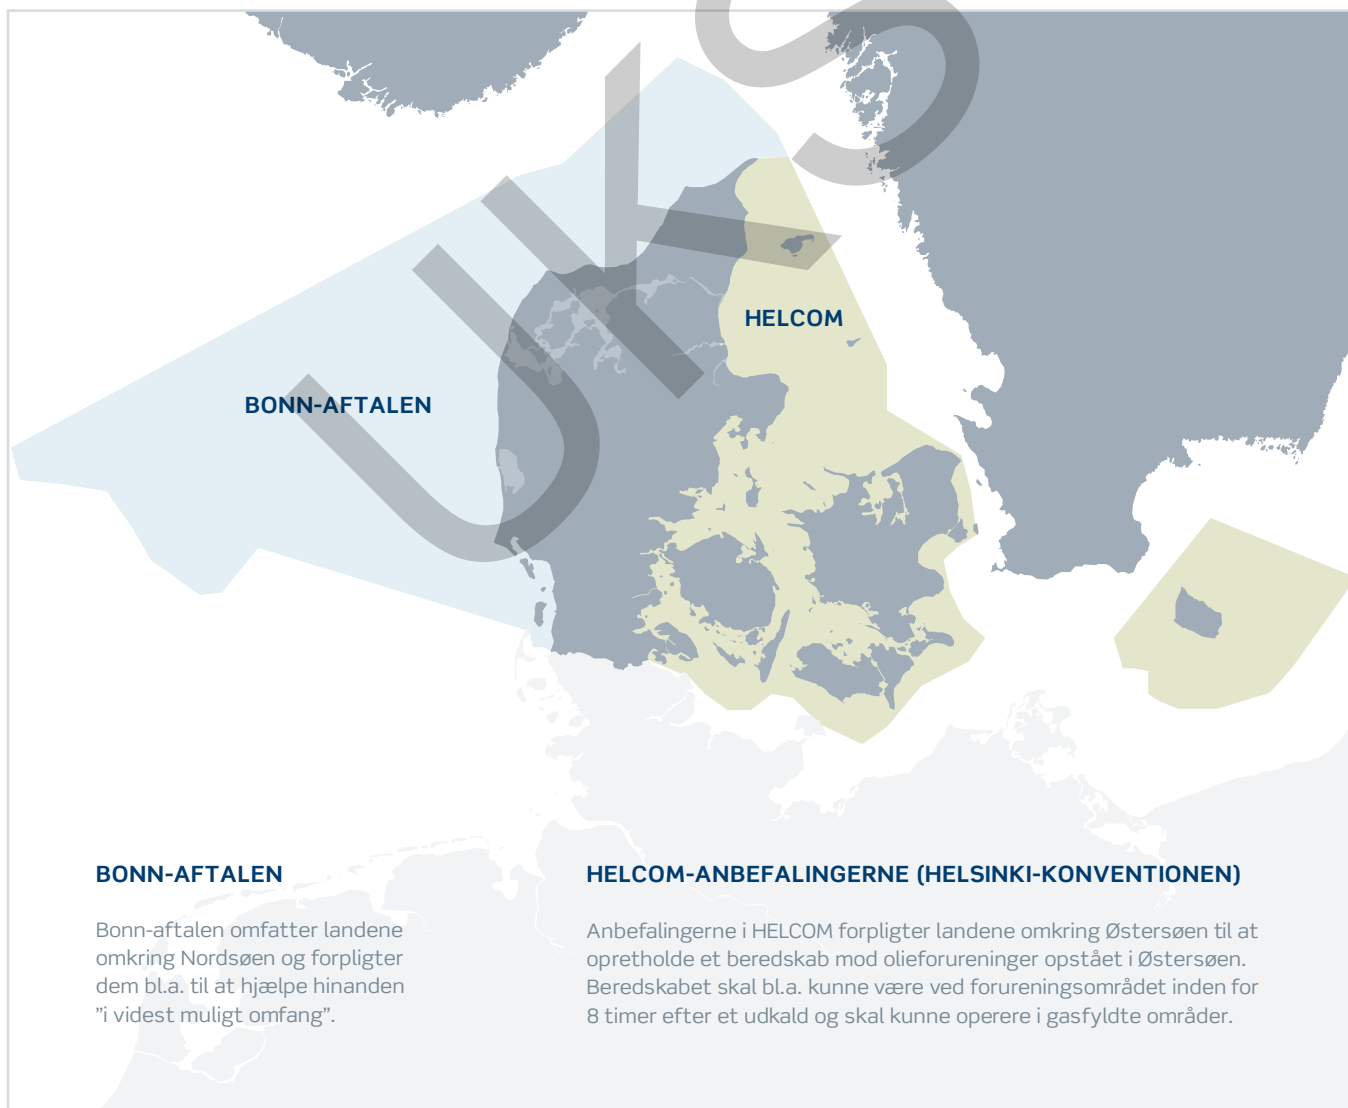 UKS
HELCOM
BONN-AFTALEN
BONN-AFTALEN
Bonn-aftalen omfatter landene
omkring Nordsøen og forpligter
dem bl.a. til at hjælpe hinanden
”i videst muligt omfang”.
HELCOM-ANBEFALINGERNE (HELSINKI-KONVENTIONEN)
Anbefalingerne i HELCOM forpligter landene omkring Østersøen til at
opretholde et beredskab mod olieforureninger opstået i Østersøen.
Beredskabet skal bl.a. kunne være ved forureningsområdet inden for
8 timer efter et udkald og skal kunne operere i gasfyldte områder.